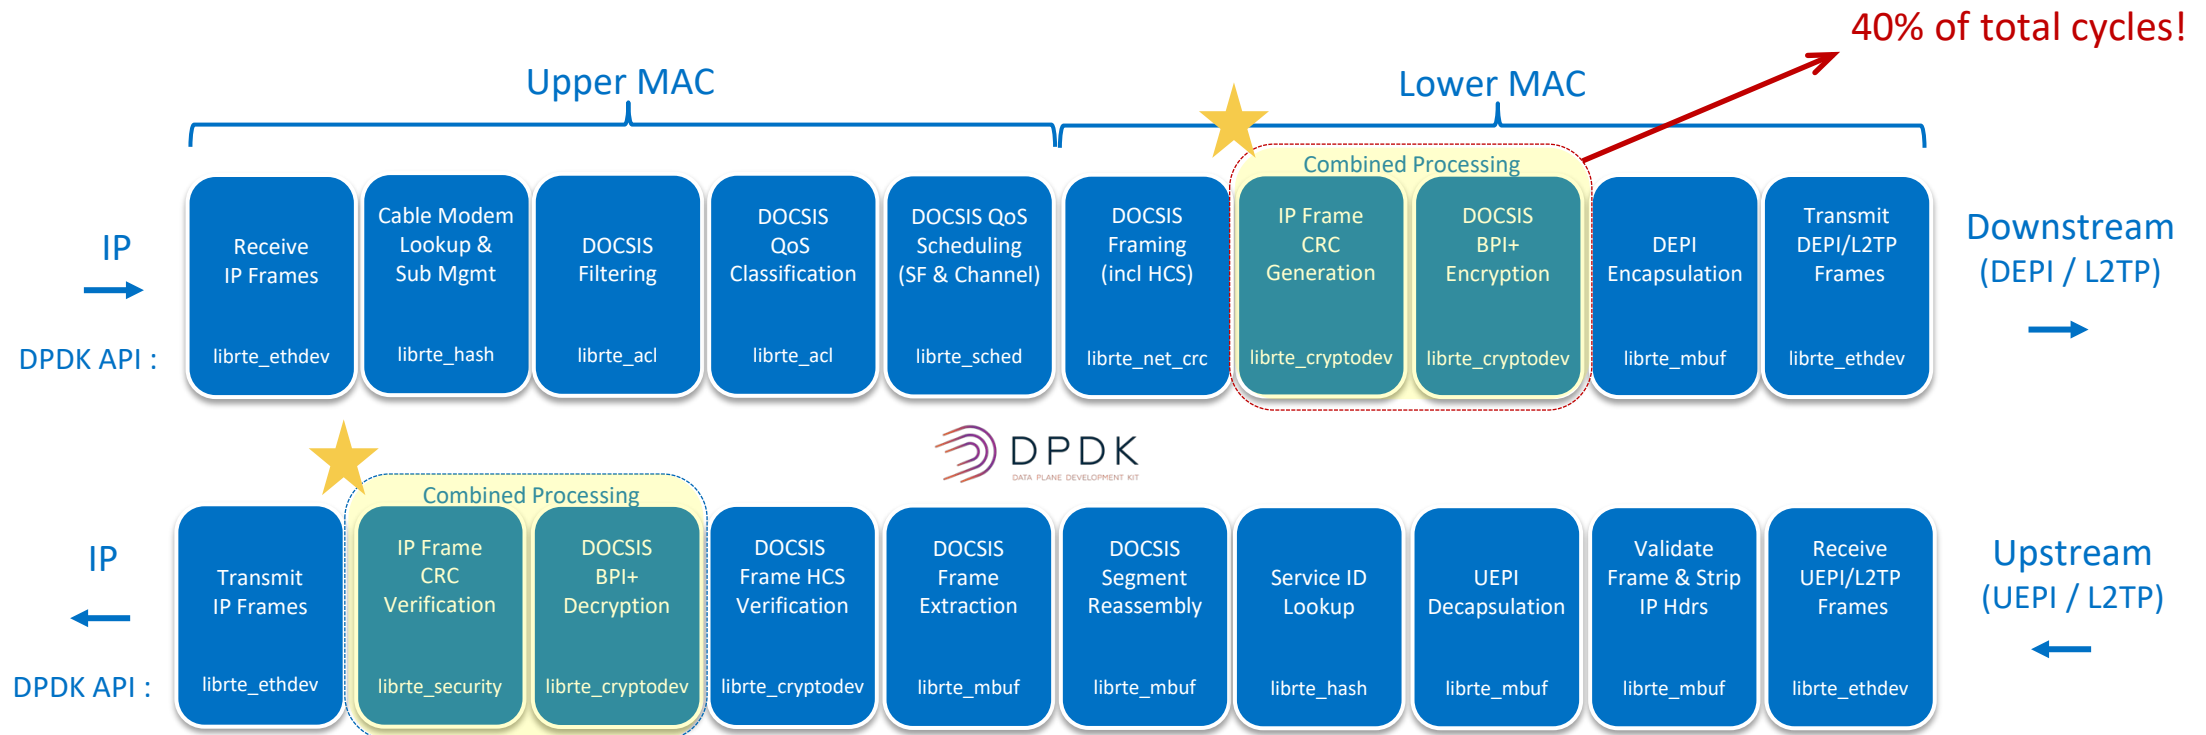 40% of total cycles!
Upper MAC
Lower MAC
Combined Processing
IP
Receive
IP Frames
librte_ethdev
Cable Modem
Lookup &
Sub Mgmt
librte_hash
DOCSIS
Filtering
librte_acl
DOCSIS
QoS
Classification
librte_acl
DOCSIS QoS
Scheduling
(SF & Channel)
librte_sched
DOCSIS
Framing
(incl HCS)
librte_net_crc
IP Frame
CRC
Generation
librte_cryptodev
DOCSIS
BPI+
Encryption
librte_cryptodev
DEPI
Encapsulation
librte_mbuf
Transmit
DEPI/L2TP
Frames
librte_ethdev
Downstream
(DEPI / L2TP)
DPDK API :
DPDK
DATA PLANE DEVELOPMENT KIT
Combined Processing
IP
Transmit
IP Frames
librte_ethdev
IP Frame
CRC
Verification
librte_security
DOCSIS
BPI+
Decryption
librte_cryptodev
DOCSIS
Frame HCS
Verification
librte_cryptodev
DOCSIS
Frame
Extraction
librte_mbuf
DOCSIS
Segment
Reassembly
librte_mbuf
Service ID
Lookup
librte_hash
UEPI
Decapsulation
librte_mbuf
Validate
Frame & Strip
IP Hdrs
librte_mbuf
Receive
UEPI/L2TP
Frames
librte_ethdev
Upstream
(UEPI / L2TP)
DPDK API :